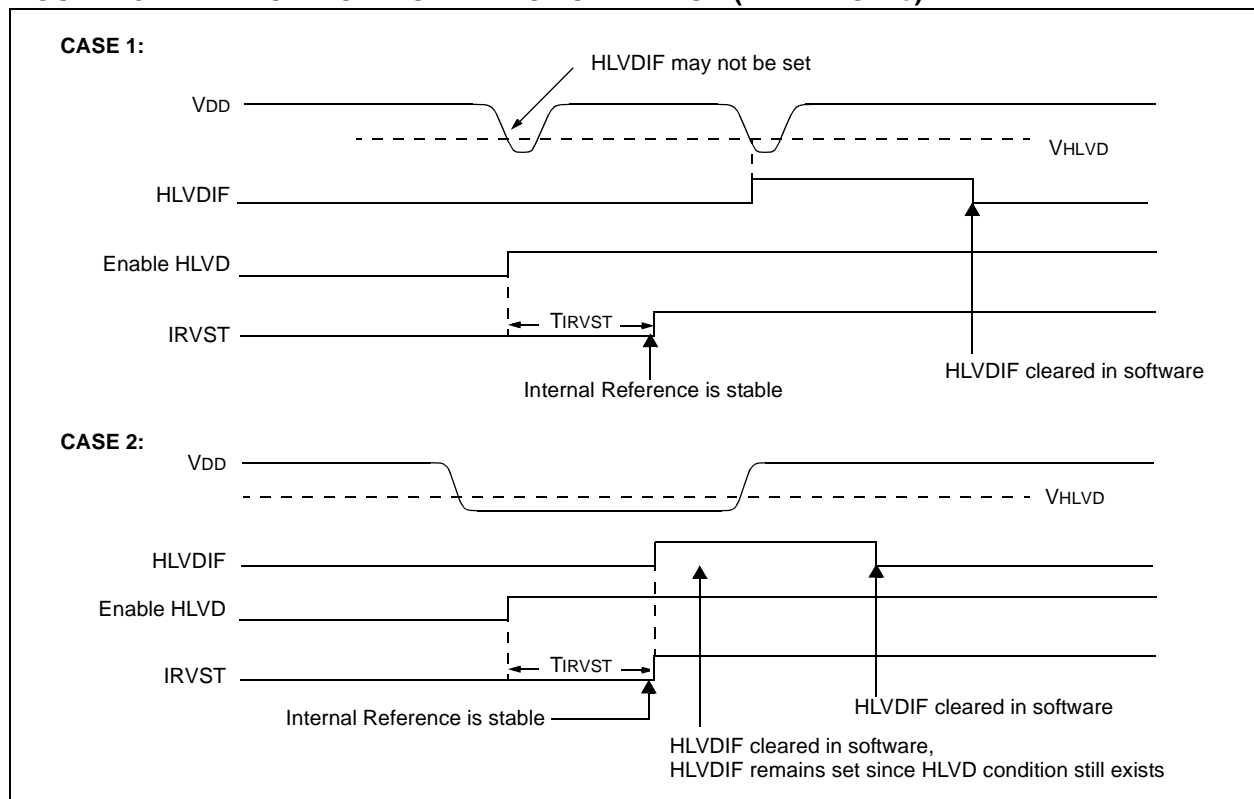 CASE 1:
HLVDIF may not be set
VDD
VHLVD
HLVDIF
Enable HLVD
TIRVST
IRVST
HLVDIF cleared in software
Internal Reference is stable
CASE 2:
VDD
VHLVD
HLVDIF
Enable HLVD
TIRVST
IRVST
Internal Reference is stable
HLVDIF cleared in software
HLVDIF cleared in software,
HLVDIF remains set since HLVD condition still exists